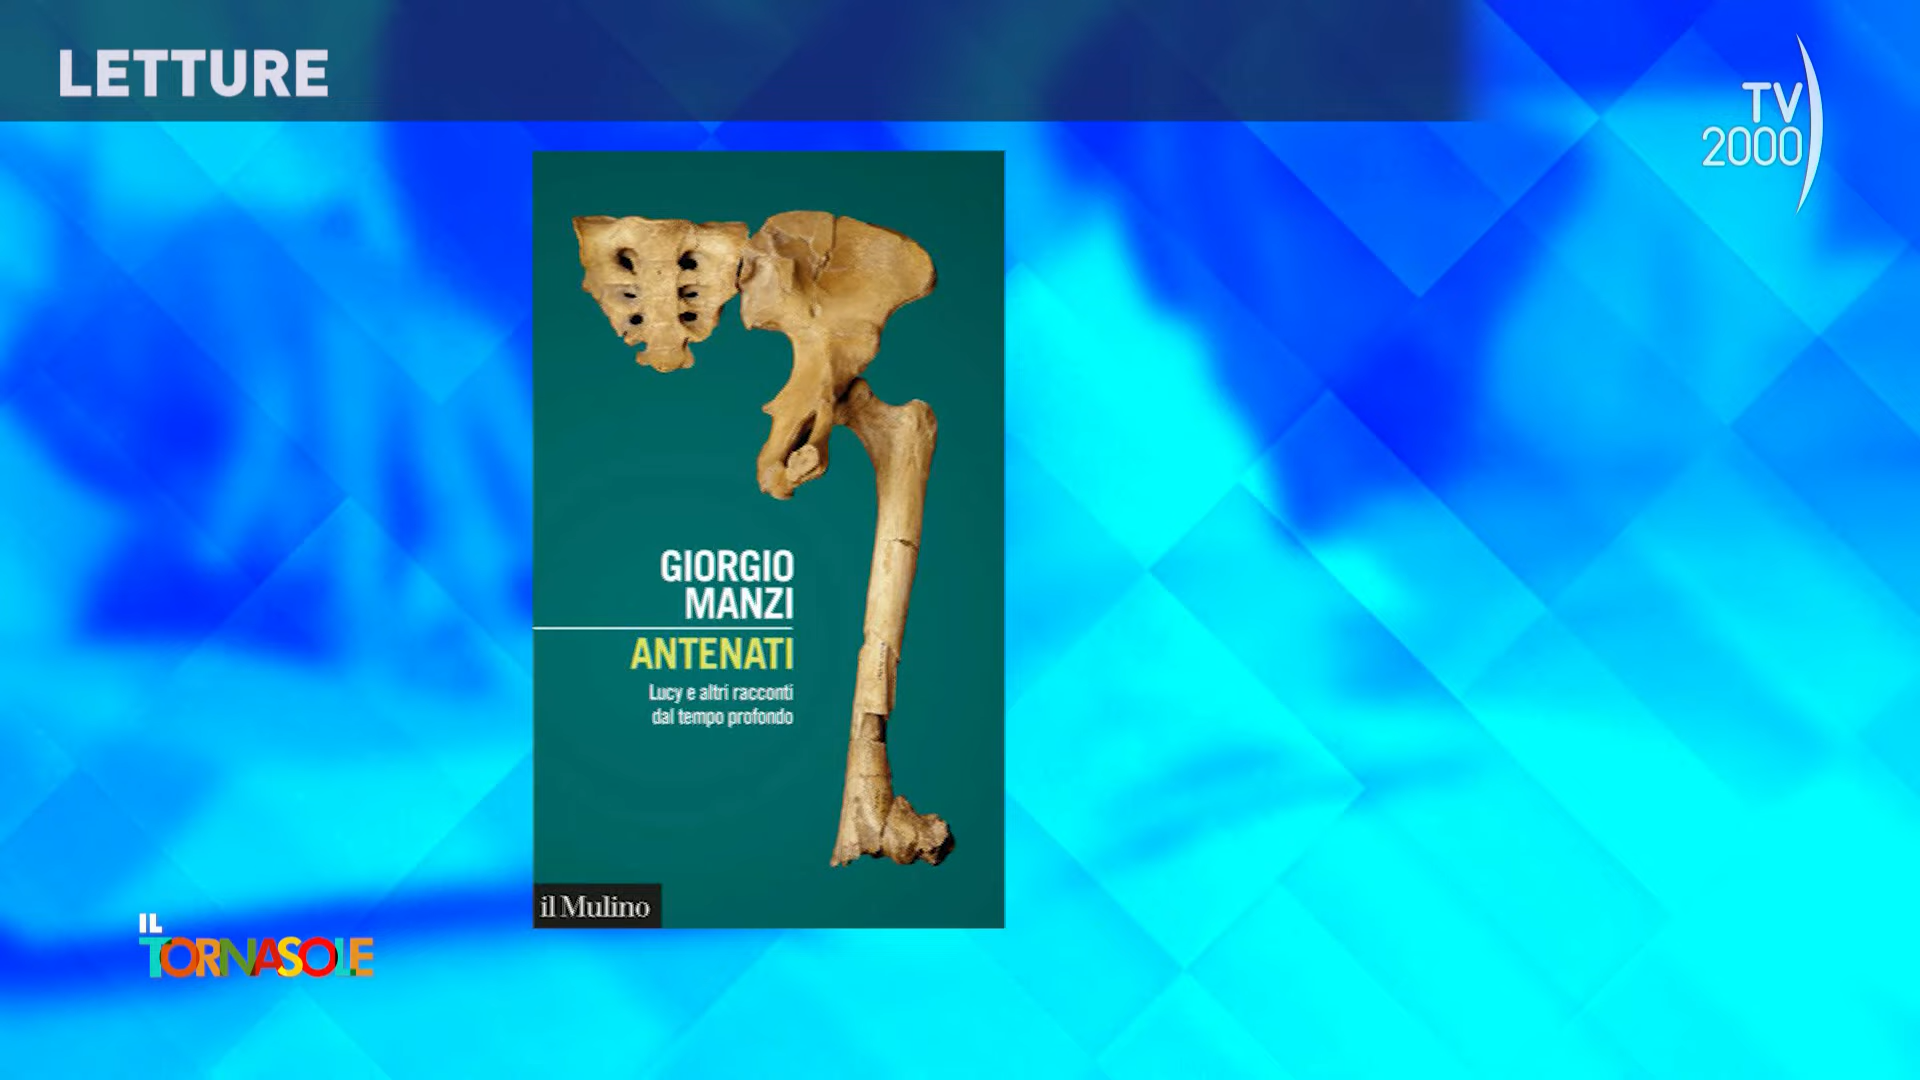 LETTURE
TV
2000
GIORGIO
MANZI
ANTENATI
Lucy e altri racconti
dal tempo profondo
il Mulino
IL
TORNASOLE